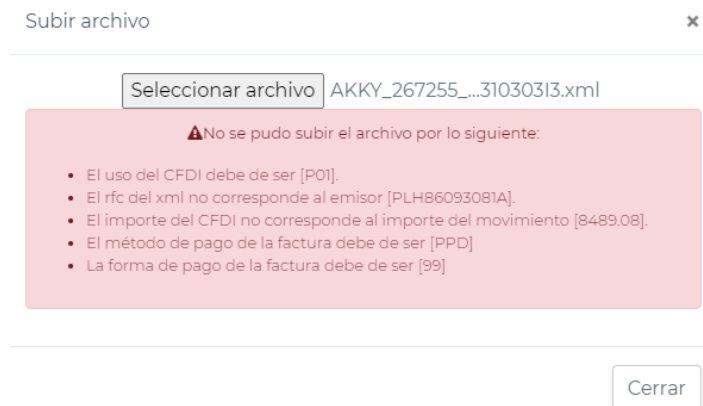 Subir archivo ×
Seleccionar archivo AKKY_267255_...310303I3.xml
No se pudo subir el archivo por lo siguiente:
• El uso del CFDI debe de ser [P01].
• El rfc del xml no corresponde al emisor [PLH86093081A].
• El importe del CFDI no corresponde al importe del movimiento [8489.08].
• El método de pago de la factura debe de ser [PPD]
• La forma de pago de la factura debe de ser [99]
Cerrar